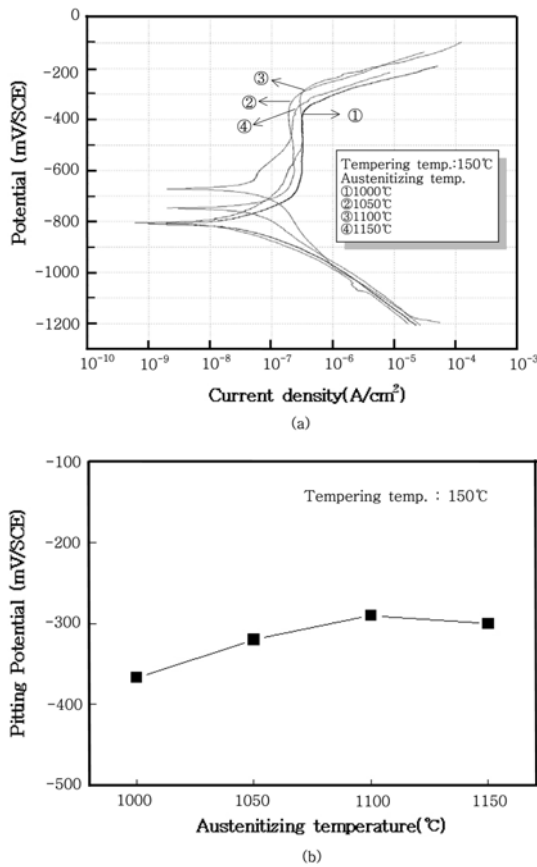 0
-200
-400
-600
-800
-1000
-1200
Potential (mV/SCE)
③
②
④
①
Tempering temp.:150℃
Austenitizing temp.
①1000℃
②1050℃
③1100℃
④1150℃
10⁻¹⁰ 10⁻⁹ 10⁻⁸ 10⁻⁷ 10⁻⁶ 10⁻⁵ 10⁻⁴ 10⁻³
Current density(A/cm²)
(a)
-100
-200
-300
-400
-500
Pitting Potential (mV/SCE)
Tempering temp. : 150℃
1000 1050 1100 1150
Austenitizing temperature(℃)
(b)